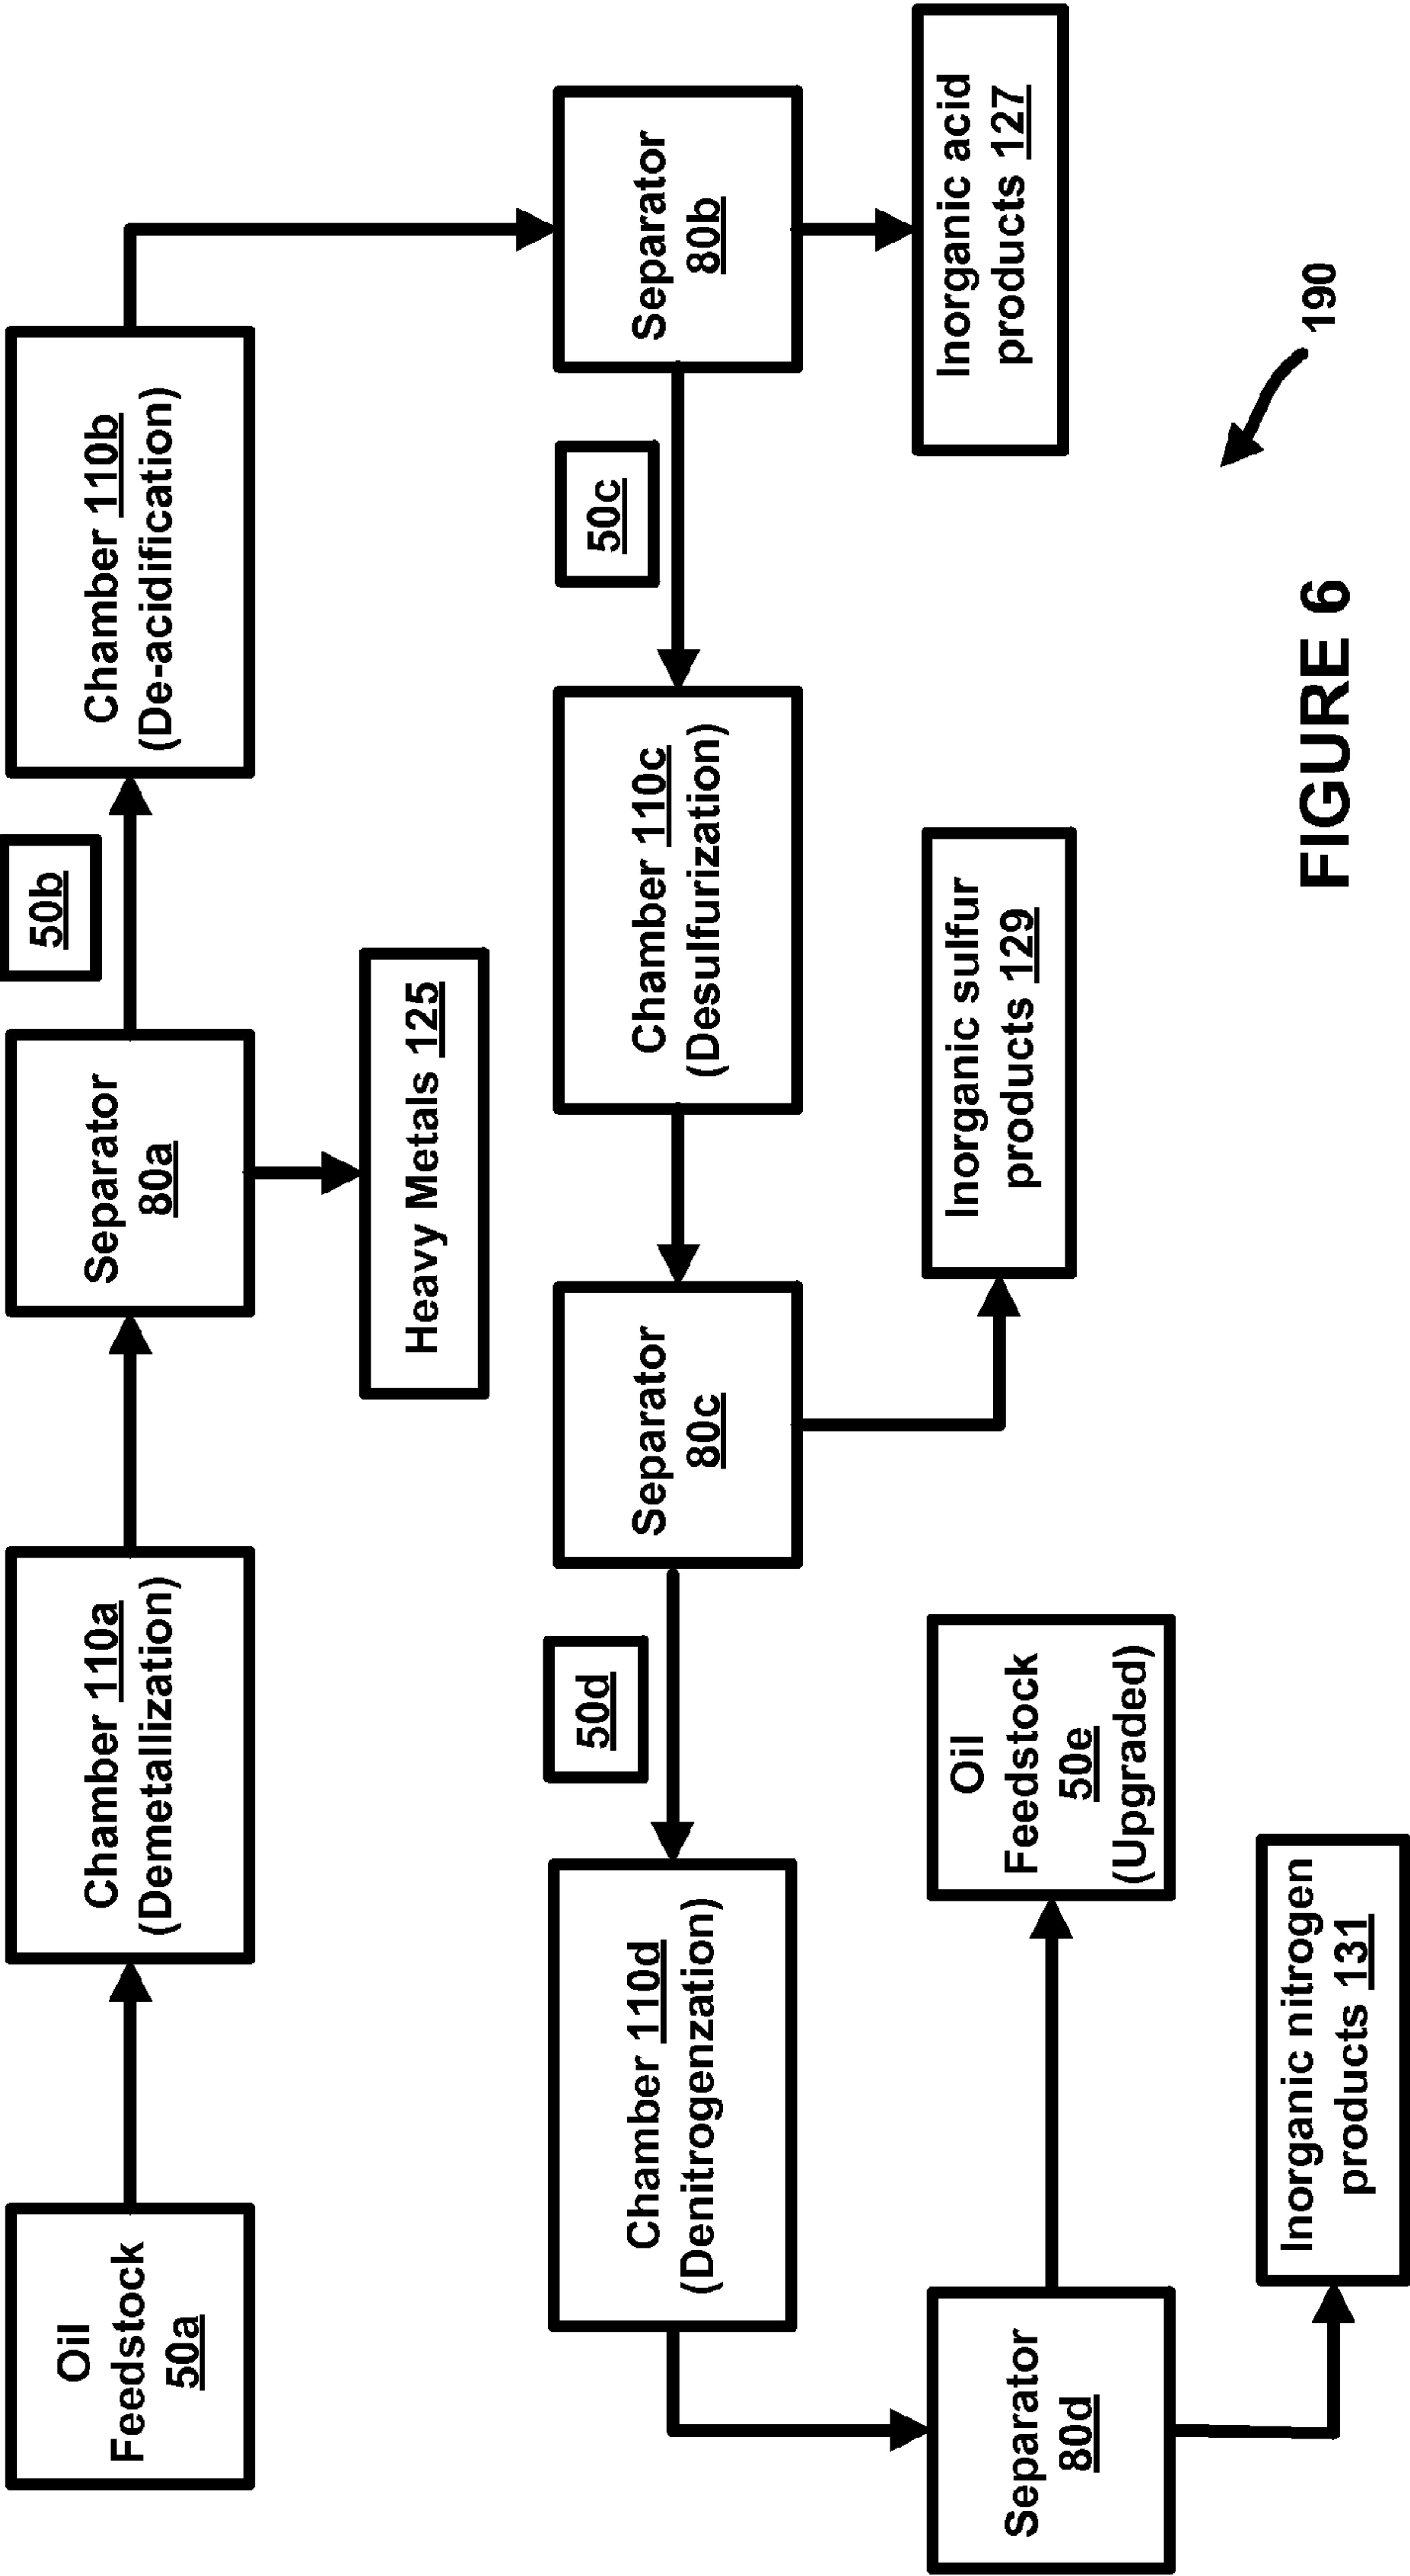 Oil
Feedstock
50a
Chamber 110a
(Demetallization)
Separator
80a
50b
Chamber 110b
(De-acidification)
Heavy Metals 125
Separator
80b
50c
Chamber 110c
(Desulfurization)
Separator
80c
50d
Chamber 110d
(Denitrogenzation)
Inorganic acid
products 127
Inorganic sulfur
products 129
Separator
80d
Oil
Feedstock
50e
(Upgraded)
Inorganic nitrogen
products 131
190
FIGURE 6